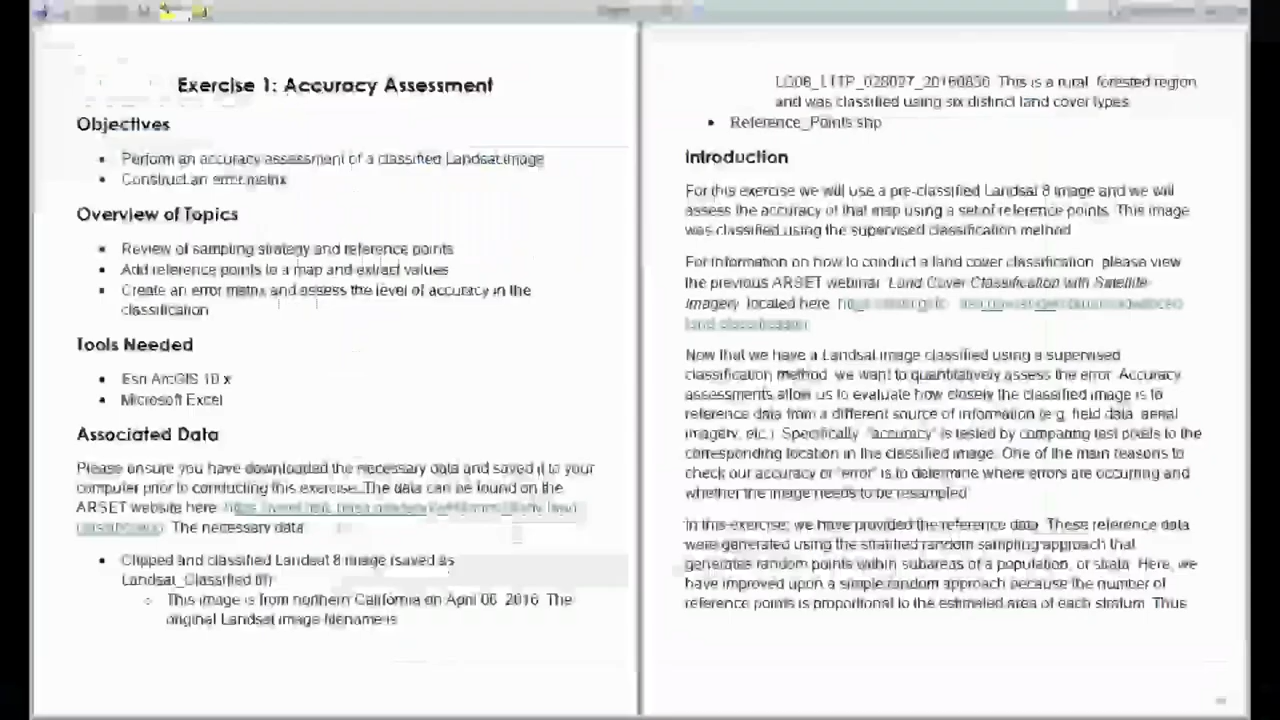 Exercise 1: Accuracy Assessment
Objectives
Perform an accuracy assessment of a classified Landsat image
Construct an error matrix
Overview of Topics
Review of sampling strategy and reference points
Add reference points to a map and extract values
Create an error matrix and assess the level of accuracy in the
classification
Tools Needed
Esri ArcGIS 10.x
Microsoft Excel
Associated Data
Please ensure you have downloaded the necessary data and saved it to your
computer prior to conducting this exercise. The data can be found on the
ARSET website here:
The necessary data
Clipped and classified Landsat 8 image (saved as
Landsat_Classified.tif)
This image is from northern California on April 06, 2016. The
original Landsat image filename is
This is a rural, forested region
and was classified using six distinct land cover types
Reference_Points.shp
Introduction
For this exercise we will use a pre-classified Landsat 8 image and we will
assess the accuracy of that map using a set of reference points. This image
was classified using the supervised classification method.
For information on how to conduct a land cover classification, please view
the previous ARSET webinar, Land Cover Classification with Satellite
Imagery, located here:
Now that we have a Landsat image classified using a supervised
classification method, we want to quantitatively assess the error. Accuracy
assessments allow us to evaluate how closely the classified image is to
reference data from a different source of information (e.g. field data, aerial
imagery, etc.). Specifically, "accuracy" is tested by comparing test pixels to the
corresponding location in the classified image. One of the main reasons to
check our accuracy or "error" is to determine where errors are occurring and
whether the image needs to be resampled.
In this exercise, we have provided the reference data. These reference data
were generated using the stratified random sampling approach that
generates random points within subareas of a population, or strata. Here, we
have improved upon a simple random approach because the number of
reference points is proportional to the estimated area of each stratum. Thus